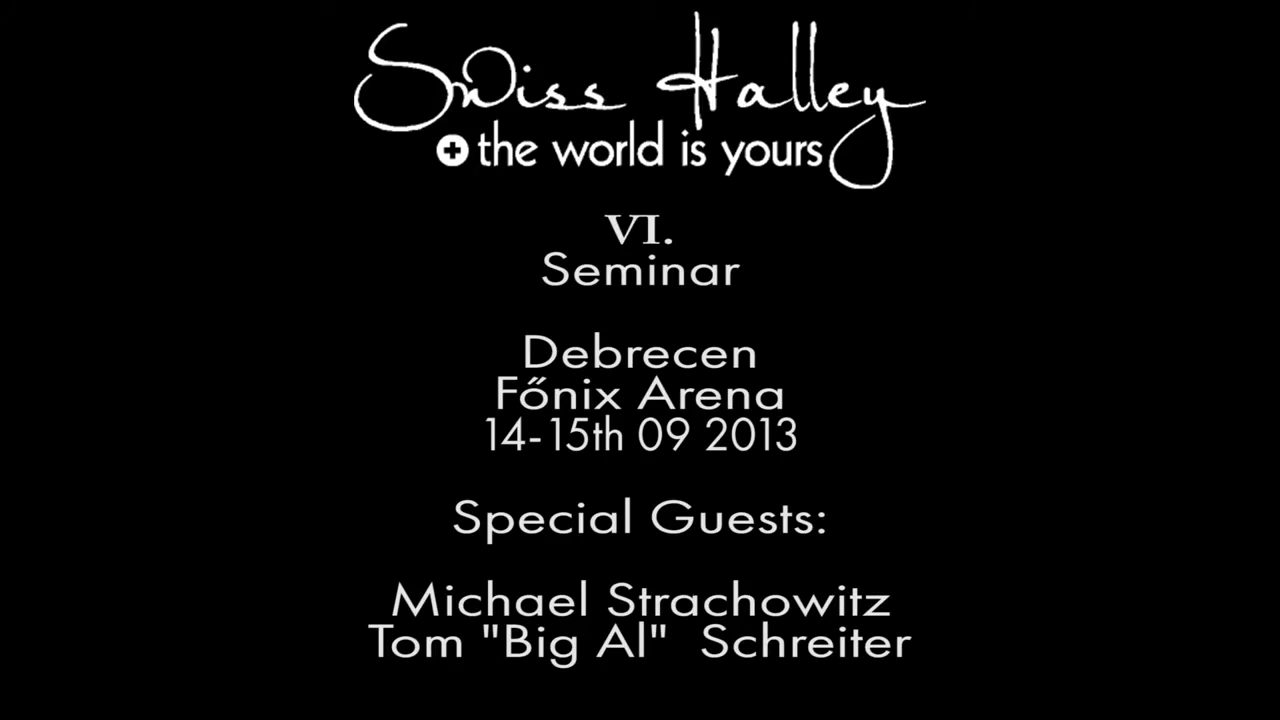 Swiss Halley
the world is yours
VI.
Seminar
Debrecen
Főnix Arena
14-15th 09 2013
Special Guests:
Michael Strachowitz
Tom "Big Al"  Schreiter